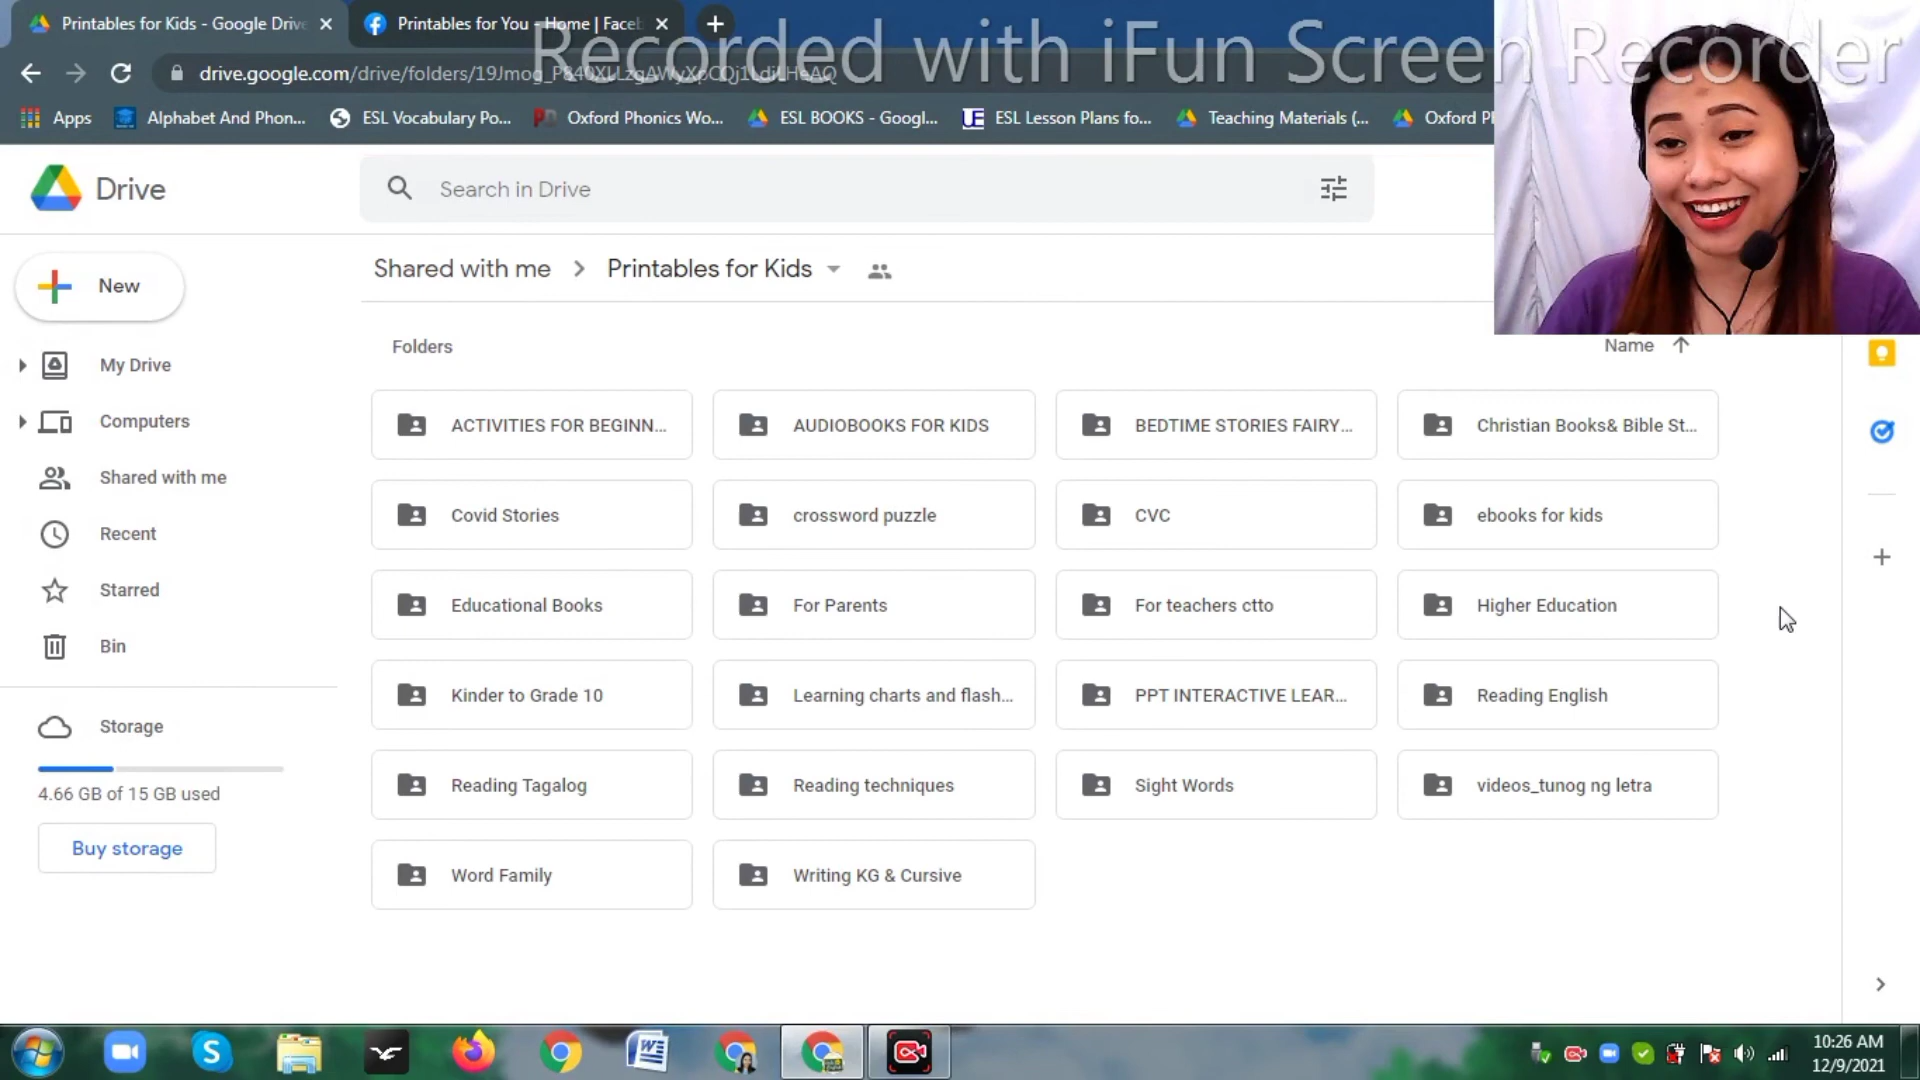 Printables for Kids - Google Drive
Printables for You - Home | Faceb
Recorded with iFun Screen Recorder
drive.google.com/drive/folders/
Apps
Alphabet And Phon...
ESL Vocabulary Po...
Oxford Phonics Wo...
ESL BOOKS - Googl...
ESL Lesson Plans fo...
Teaching Materials (...
Oxford P
Drive
Search in Drive
New
Shared with me > Printables for Kids
Folders
Name
My Drive
Computers
Shared with me
Recent
Starred
Bin
Storage
4.66 GB of 15 GB used
Buy storage
ACTIVITIES FOR BEGINN...
AUDIOBOOKS FOR KIDS
BEDTIME STORIES FAIRY...
Christian Books& Bible St...
Covid Stories
crossword puzzle
CVC
ebooks for kids
Educational Books
For Parents
For teachers ctto
Higher Education
Kinder to Grade 10
Learning charts and flash...
PPT INTERACTIVE LEAR...
Reading English
Reading Tagalog
Reading techniques
Sight Words
videos_tunog ng letra
Word Family
Writing KG & Cursive
10:26 AM
12/9/2021